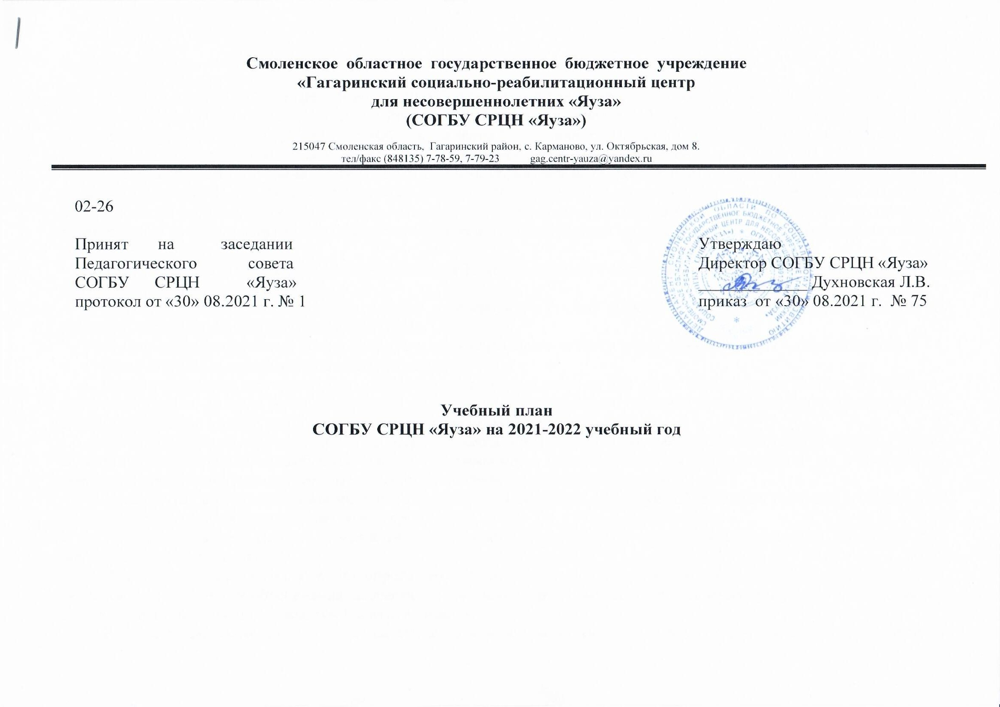 Смоленское областное государственное бюджетное учреждение
«Гагаринский социально-реабилитационный центр
для несовершеннолетних «Яуза»
(СОГБУ СРЦН «Яуза»)
215047 Смоленская область, Гагаринский район, с. Карманово, ул. Октябрьская, дом 8.
тел/факс (848135) 7-78-59, 7-79-23 gag.centr-yauza@yandex.ru
02-26
Принят на заседании
Педагогического совета
СОГБУ СРЦН «Яуза»
протокол от «30» 08.2021 г. № 1
Утверждаю
Директор СОГБУ СРЦН «Яуза»
Духновская Л.В.
приказ от «30» 08.2021 г. № 75
Учебный план
СОГБУ СРЦН «Яуза» на 2021-2022 учебный год